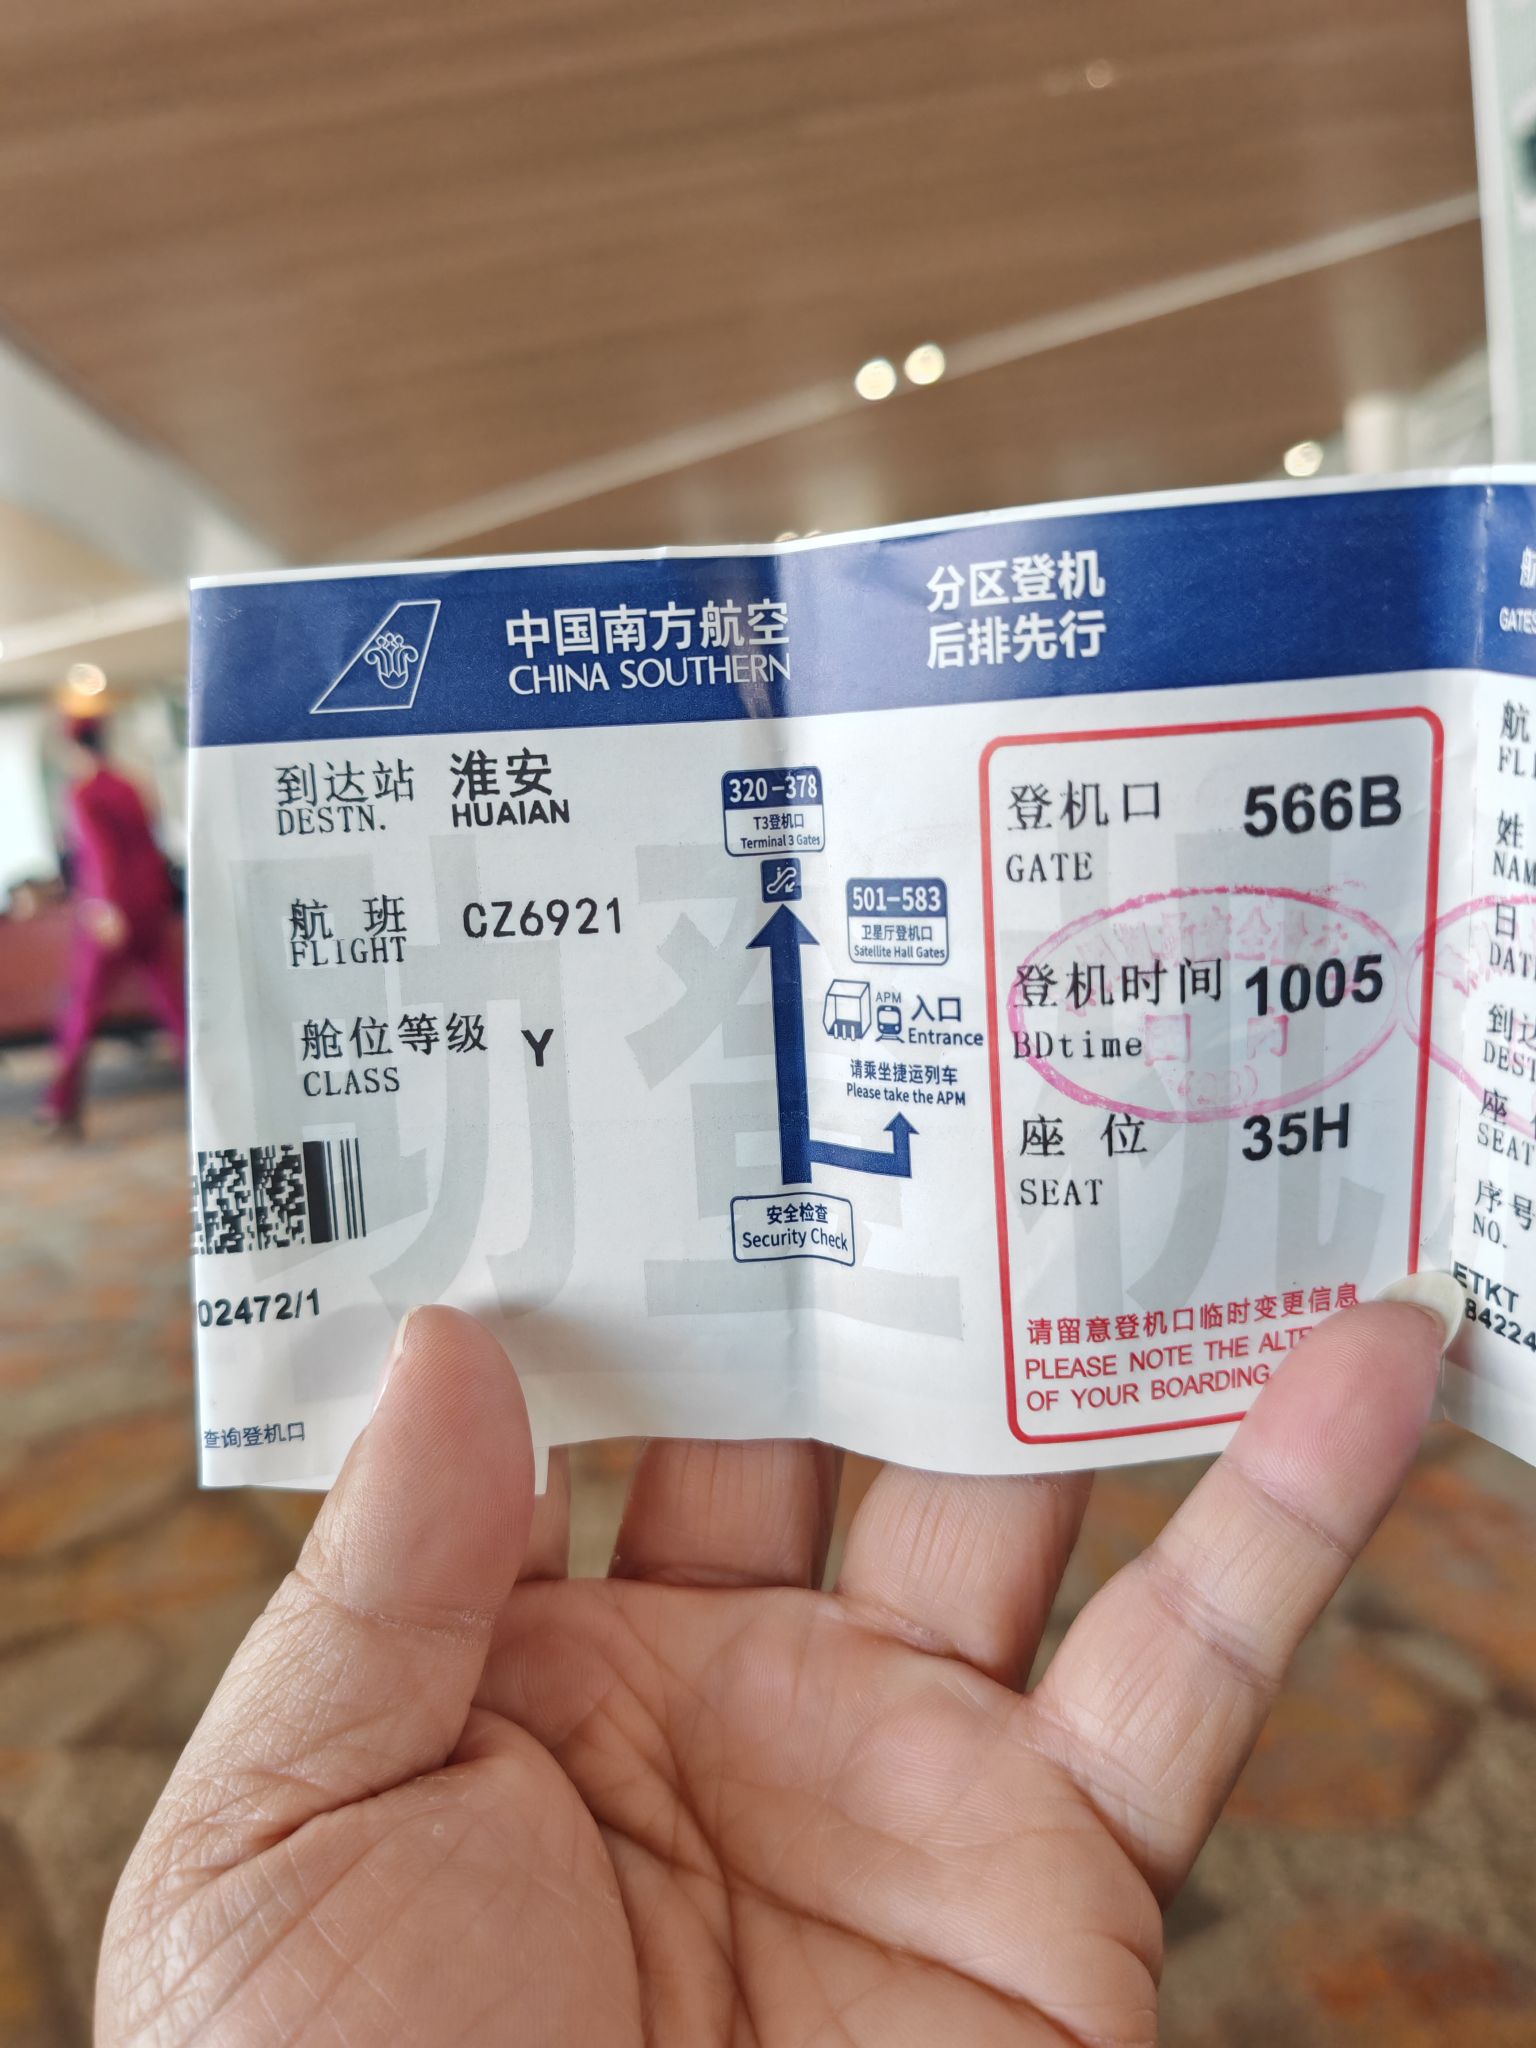 中国南方航空
CHINA SOUTHERN
分区登机
后排先行
到达站 淮安
DESTN. HUAIAN
航 班 CZ6921
FLIGHT
舱位等级 Y
CLASS
02472/1
查询登机口
320-378
T3登机口
Terminal 3 Gates
501-583
卫星厅登机口
Satellite Hall Gates
APM 入口
Entrance
请乘坐捷运列车
Please take the APM
安全检查
Security Check
登机口 566B
GATE
登机时间 1005
BDtime
座 位 35H
SEAT
请留意登机口临时变更信息
PLEASE NOTE THE ALTE
OF YOUR BOARDING
航
GATES
航
FLI
姓
NAM
日
DAT
到达
DEST
座 位
SEAT
序号
NO.
ETKT
84224